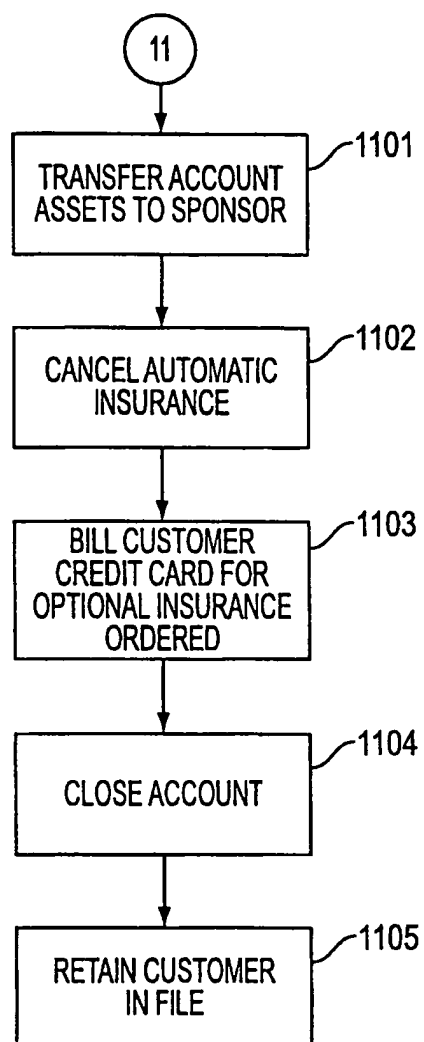 11
1101
TRANSFER ACCOUNT
ASSETS TO SPONSOR
1102
CANCEL AUTOMATIC
INSURANCE
1103
BILL CUSTOMER
CREDIT CARD FOR
OPTIONAL INSURANCE
ORDERED
1104
CLOSE ACCOUNT
1105
RETAIN CUSTOMER
IN FILE